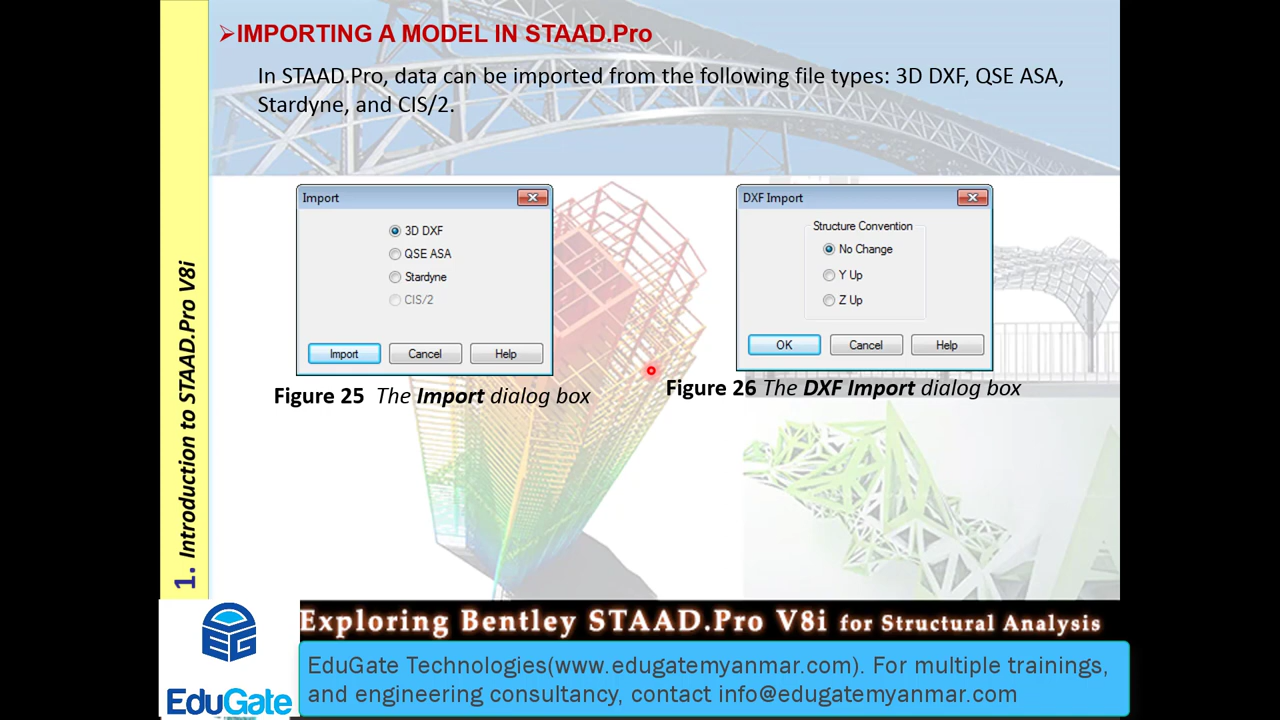 ➢IMPORTING A MODEL IN STAAD.Pro
In STAAD.Pro, data can be imported from the following file types: 3D DXF, QSE ASA,
Stardyne, and CIS/2.
Import
3D DXF
QSE ASA
Stardyne
CIS/2
Import Cancel Help
Figure 25 The Import dialog box
DXF Import
Structure Convention
No Change
Y Up
Z Up
OK Cancel Help
Figure 26 The DXF Import dialog box
1. Introduction to STAAD.Pro V8i
Exploring Bentley STAAD.Pro V8i for Structural Analysis
EduGate
EduGate Technologies(www.edugatemyanmar.com). For multiple trainings,
and engineering consultancy, contact info@edugatemyanmar.com